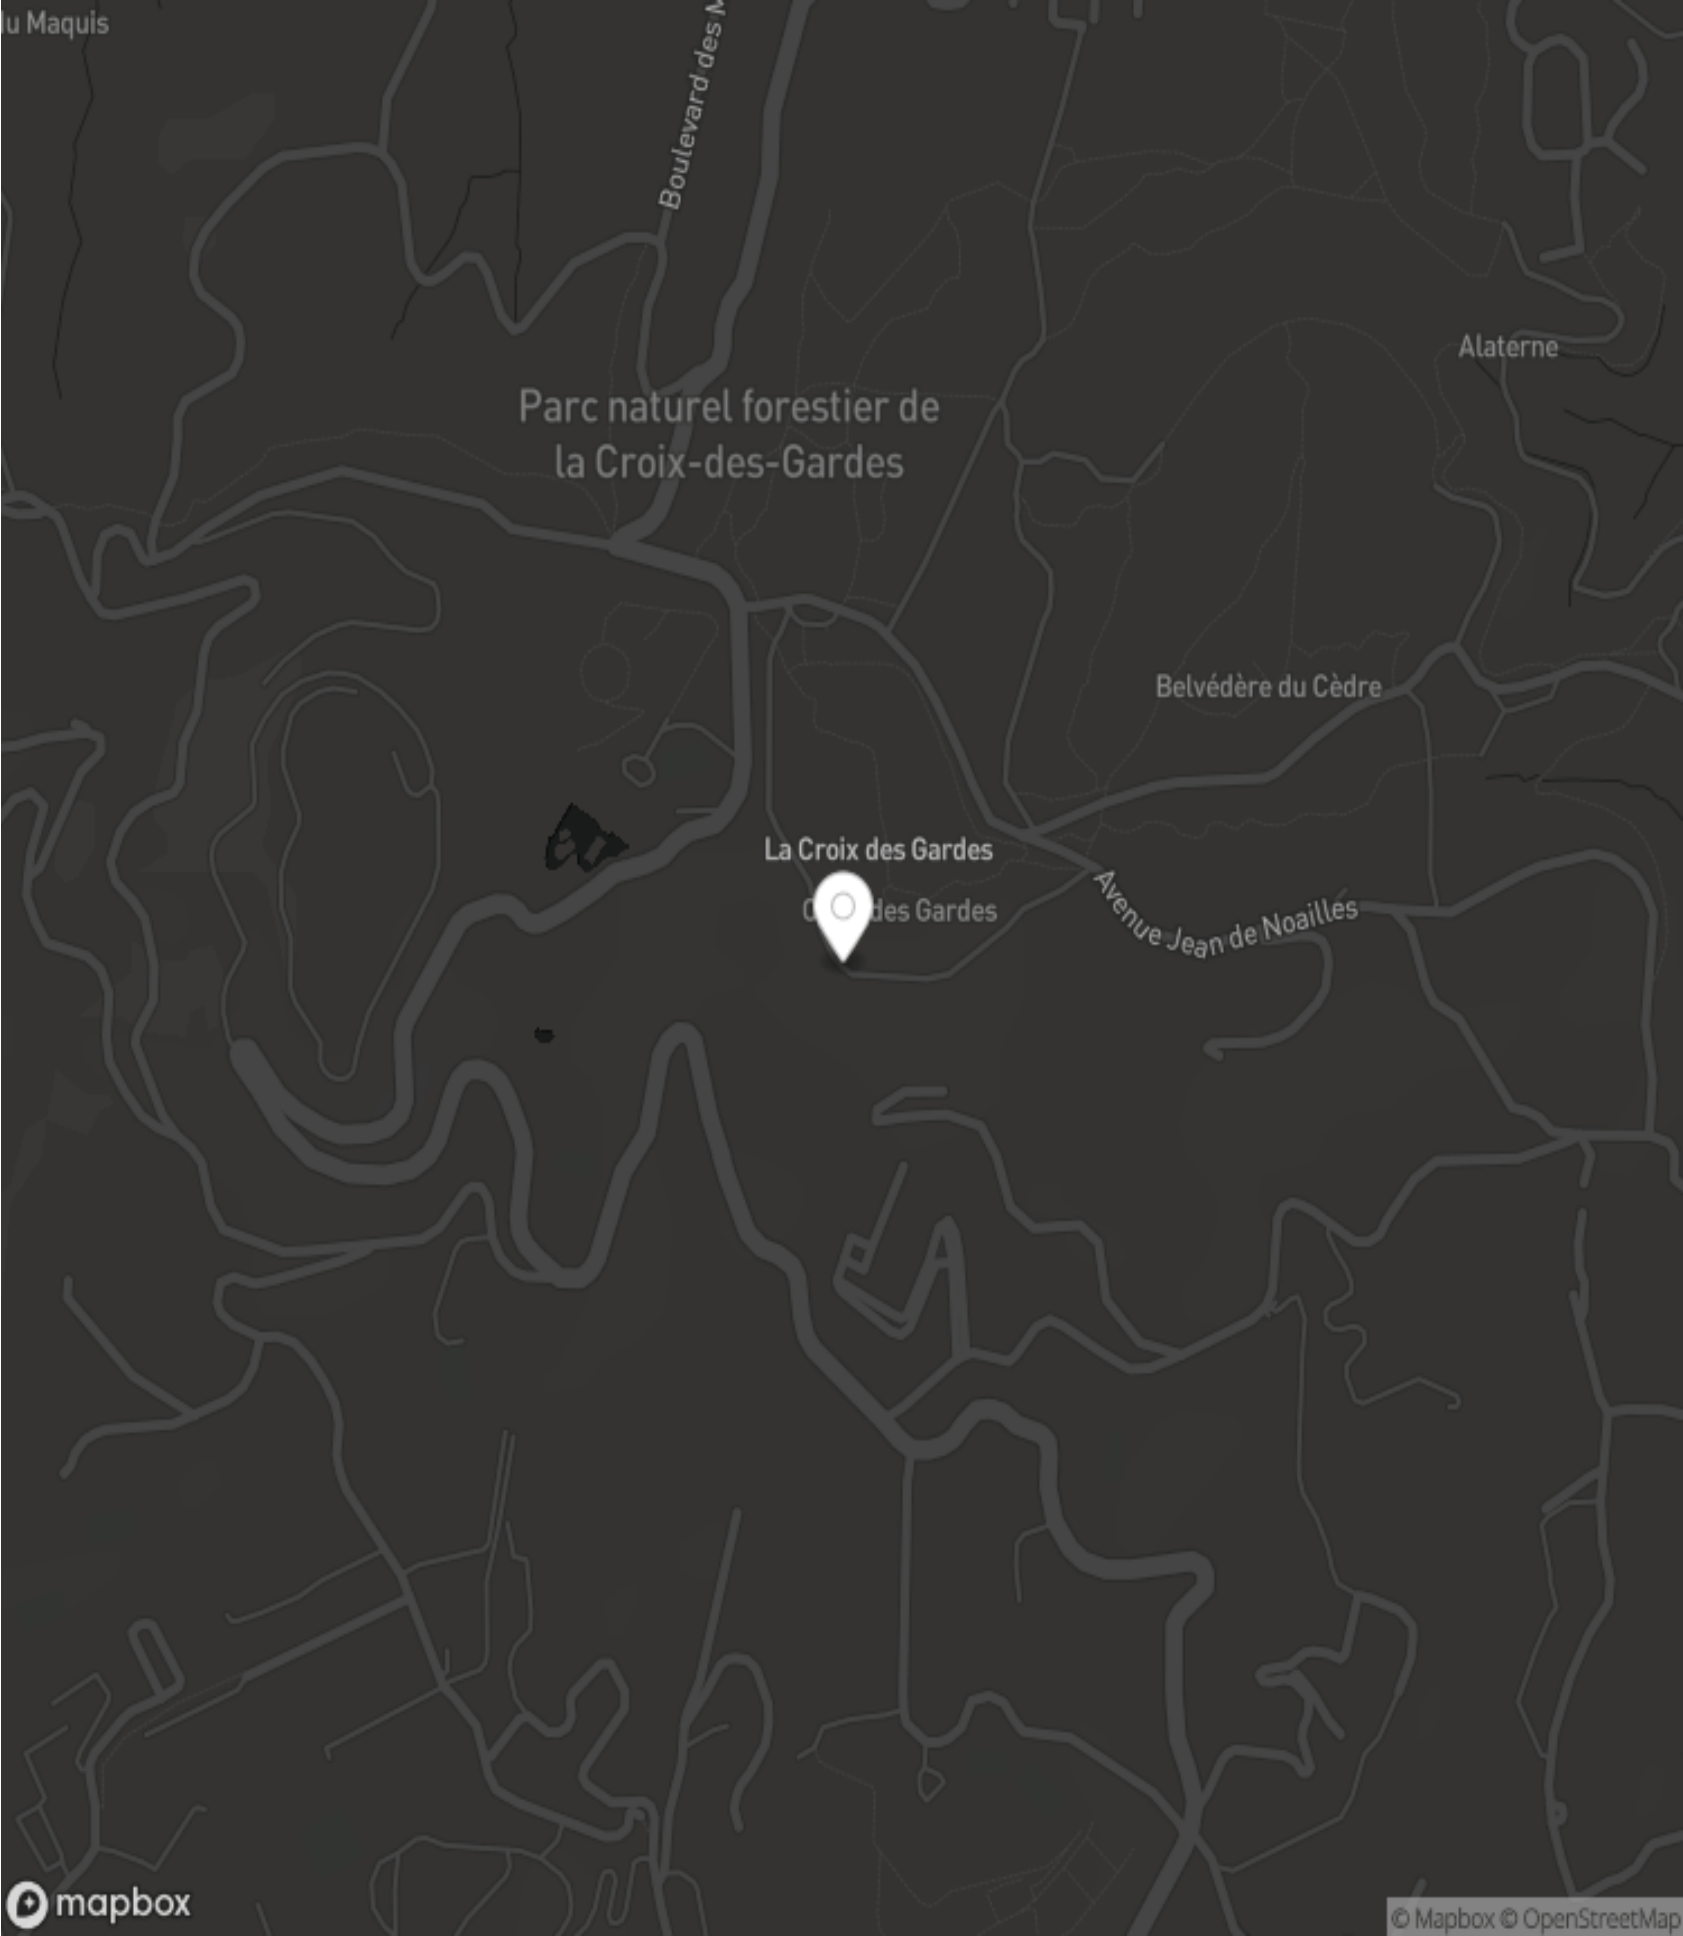 du Maquis
Boulevard des M
Parc naturel forestier de
la Croix-des-Gardes
Alaterne
Belvédère du Cèdre
La Croix des Gardes
des Gardes
Avenue Jean de Noailles
mapbox
© Mapbox © OpenStreetMap